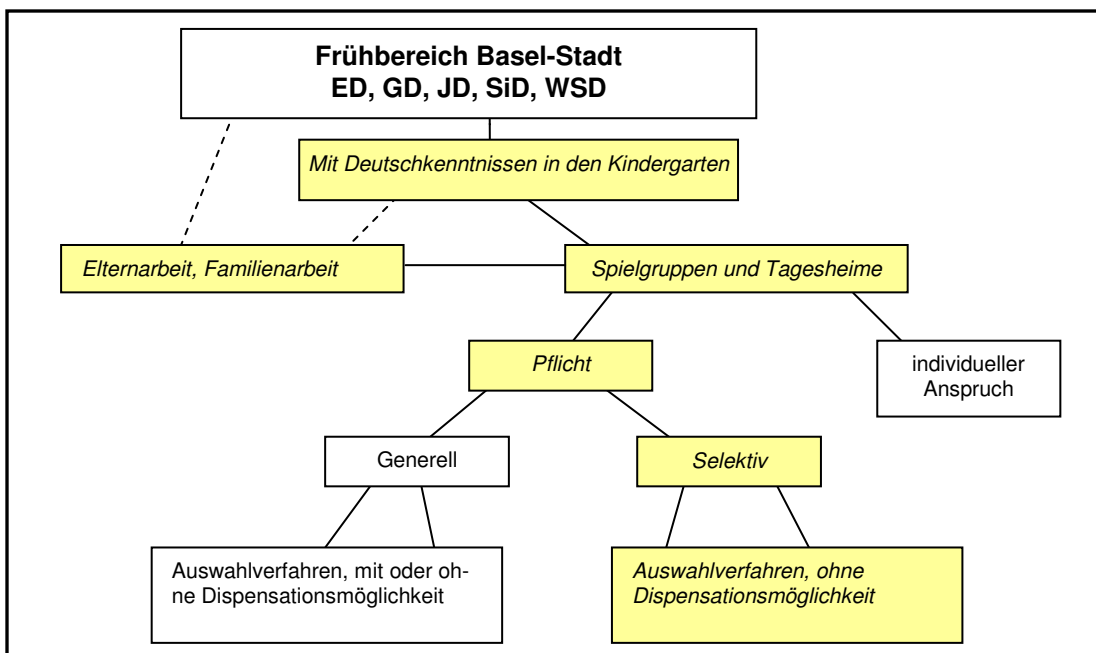 Frühbereich Basel-Stadt
ED, GD, JD, SiD, WSD
Mit Deutschkenntnissen in den Kindergarten
Elternarbeit, Familienarbeit
Spielgruppen und Tagesheime
Pflicht
individueller
Anspruch
Generell
Selektiv
Auswahlverfahren, mit oder oh-
ne Dispensationsmöglichkeit
Auswahlverfahren, ohne
Dispensationsmöglichkeit